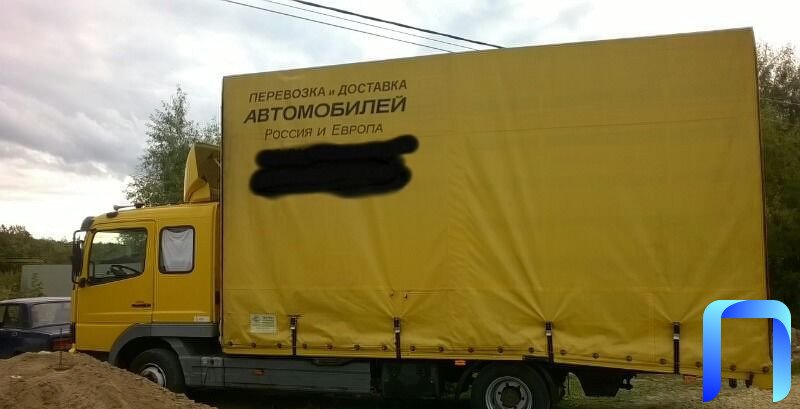 ПЕРЕВОЗКА и ДОСТАВКА
АВТОМОБИЛЕЙ
РОССИЯ И ЕВРОПА